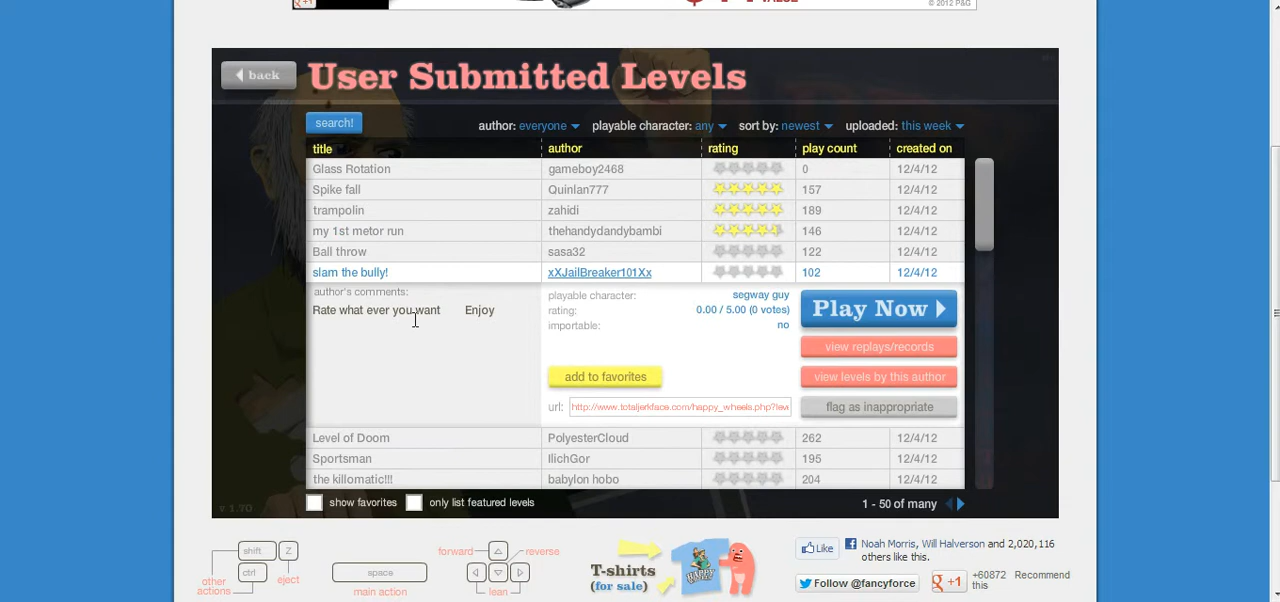 © 2012 P&G
back
User Submitted Levels
search!
author: everyone
playable character: any
sort by: newest
uploaded: this week
title author rating play count created on
Glass Rotation gameboy2468 0 12/4/12
Spike fall Quinlan777 157 12/4/12
trampolin zahidi 189 12/4/12
my 1st metor run thehandydandybambi 146 12/4/12
Ball throw sasa32 122 12/4/12
slam the bully! xXJailBreaker101Xx 102 12/4/12
author's comments:
Rate what ever you want Enjoy
playable character: segway guy
rating: 0.00 / 5.00 (0 votes)
importable: no
add to favorites
url: http://www.totaljerkface.com/happy_wheels.php?leve
Play Now
view replays/records
view levels by this author
flag as inappropriate
Level of Doom PolyesterCloud 262 12/4/12
Sportsman IlichGor 195 12/4/12
the killomatic!!! babylon hobo 204 12/4/12
v 1.70
show favorites
only list featured levels
1 - 50 of many
shift Z
ctrl eject
other
actions
space
main action
forward reverse
lean
T-shirts
(for sale)
HAPPY
Like
Noah Morris, Will Halverson and 2,020,116
others like this.
Follow @fancyforce
+1
+60872 Recommend
this